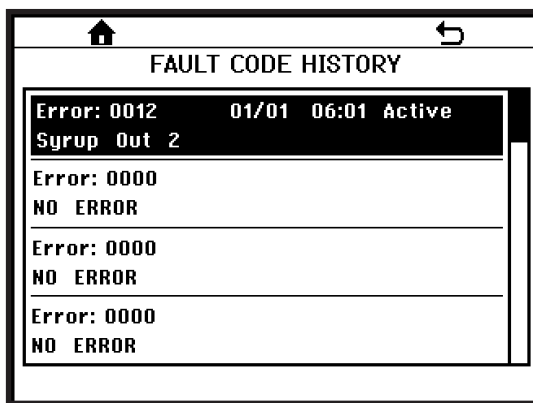 FAULT CODE HISTORY
Error: 0012 01/01 06:01 Active
Syrup Out 2
Error: 0000
NO ERROR
Error: 0000
NO ERROR
Error: 0000
NO ERROR